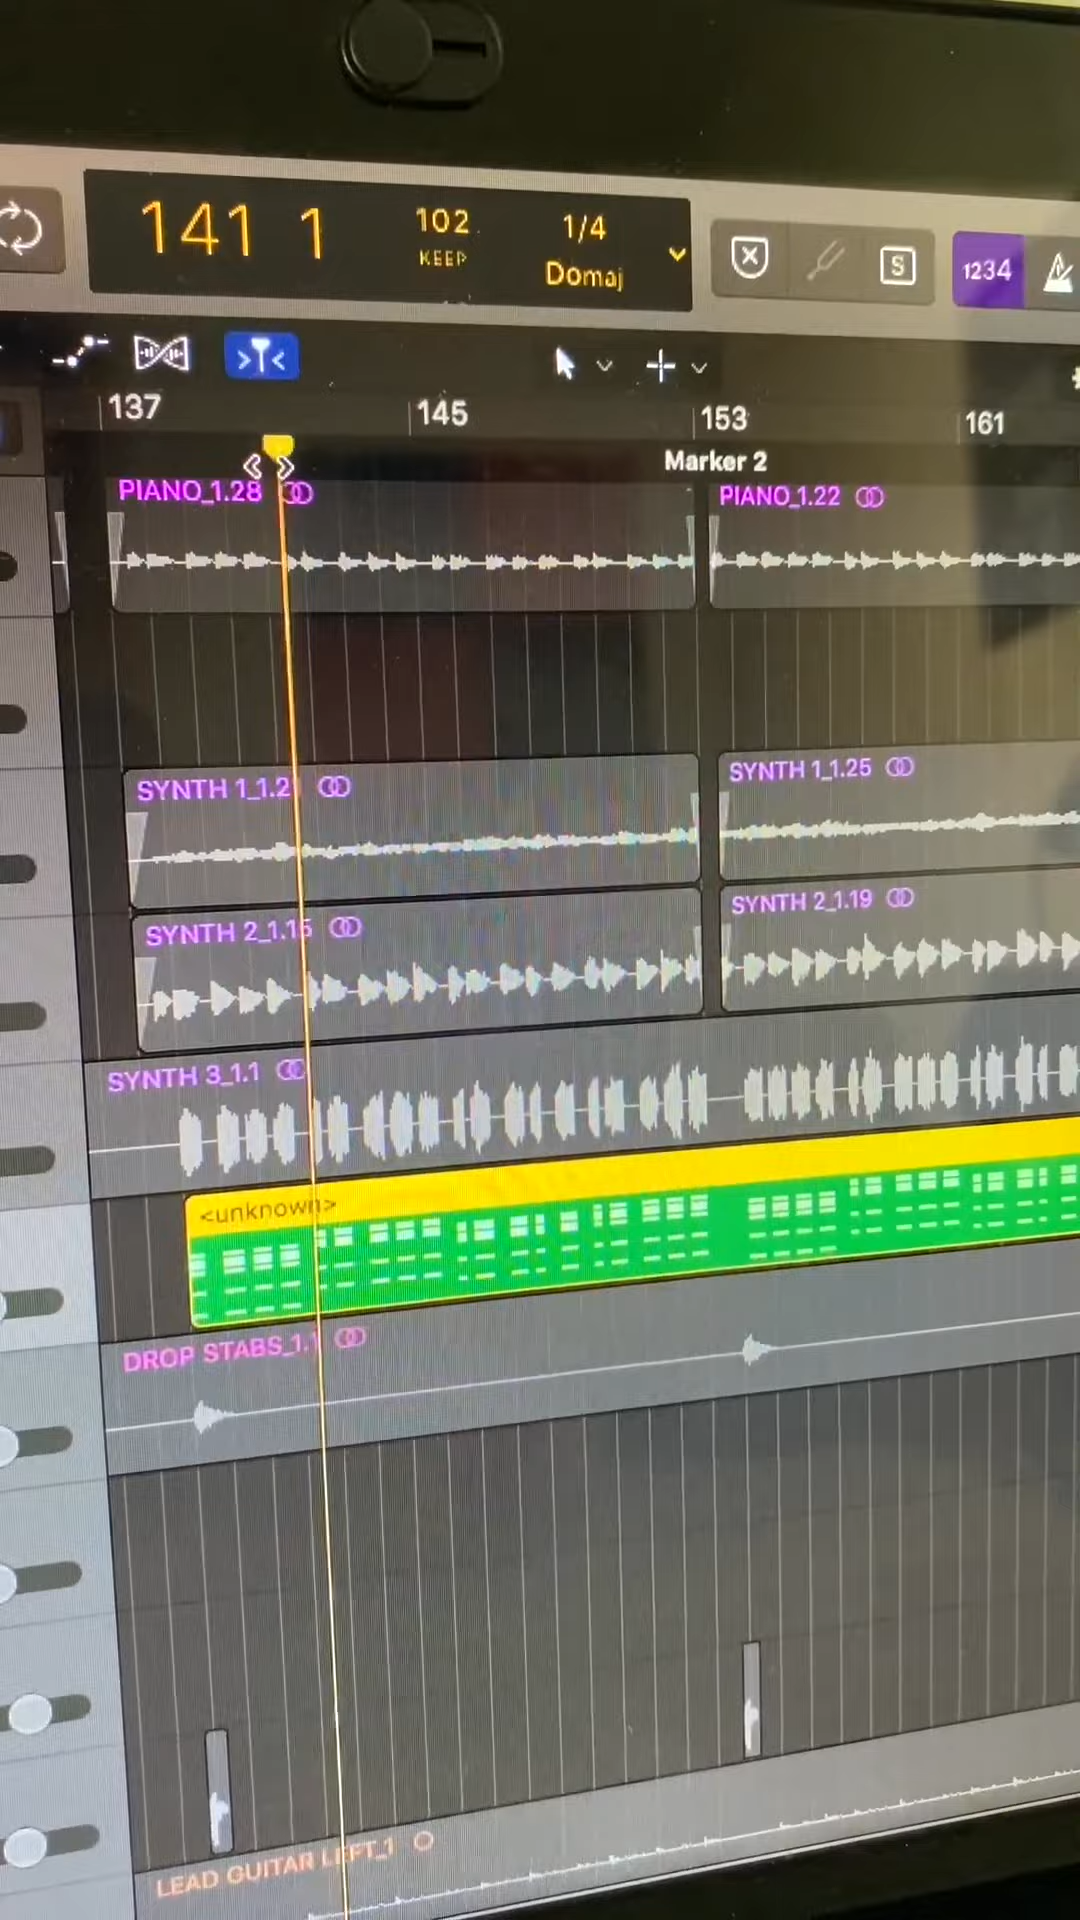 141 1
102
KEEP
1/4
Domaj
S
1234
137
145
153
161
Marker 2
PIANO_1.28
PIANO_1.22
SYNTH 1_1.2
SYNTH 1_1.25
SYNTH 2_1.15
SYNTH 2_1.19
SYNTH 3_1.1
<unknown>
DROP STABS_1.1
LEAD GUITAR LEFT_1